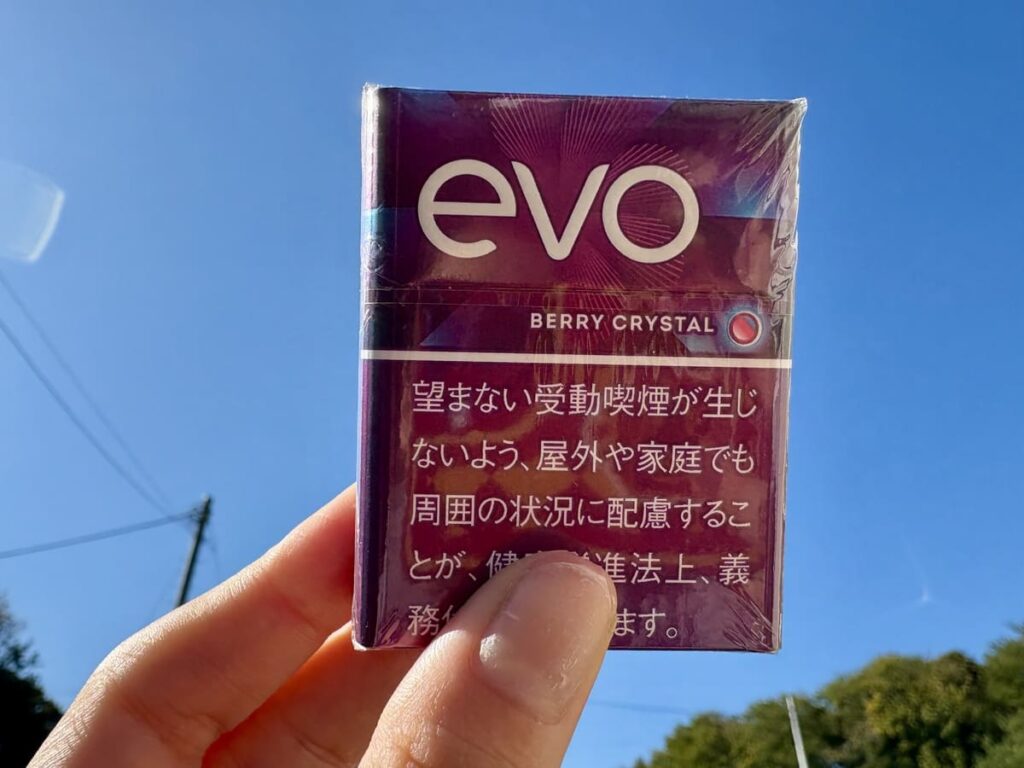 evo
BERRY CRYSTAL
望まない受動喫煙が生じ
ないよう、屋外や家庭でも
周囲の状況に配慮するこ
とが、健 進法上、義
務 ます。